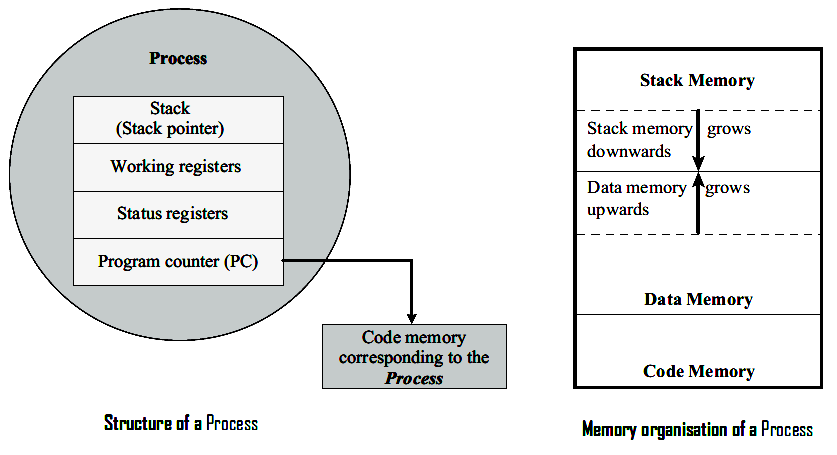 Process
Stack
(Stack pointer)
Working registers
Status registers
Program counter (PC)
Code memory
corresponding to the
Process
Structure of a Process
Stack Memory
Stack memory grows
downwards
Data memory grows
upwards
Data Memory
Code Memory
Memory organisation of a Process